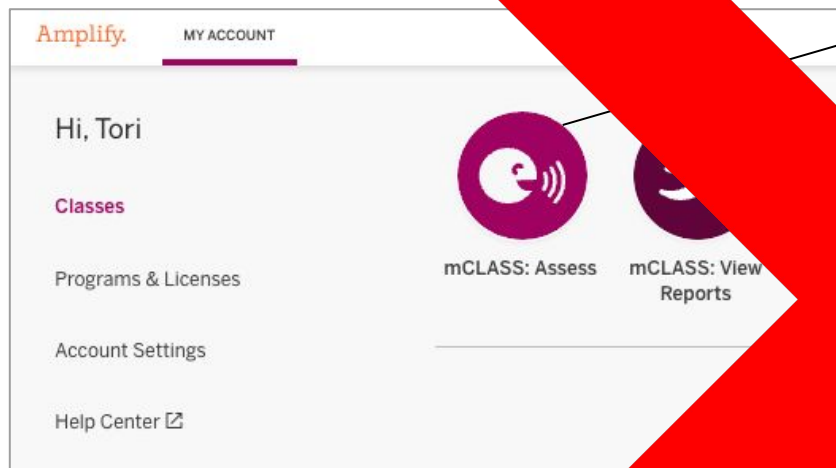 Amplify.
MY ACCOUNT
Hi, Tori
Classes
Programs & Licenses
Account Settings
Help Center
mCLASS: Assess
mCLASS: View
Reports